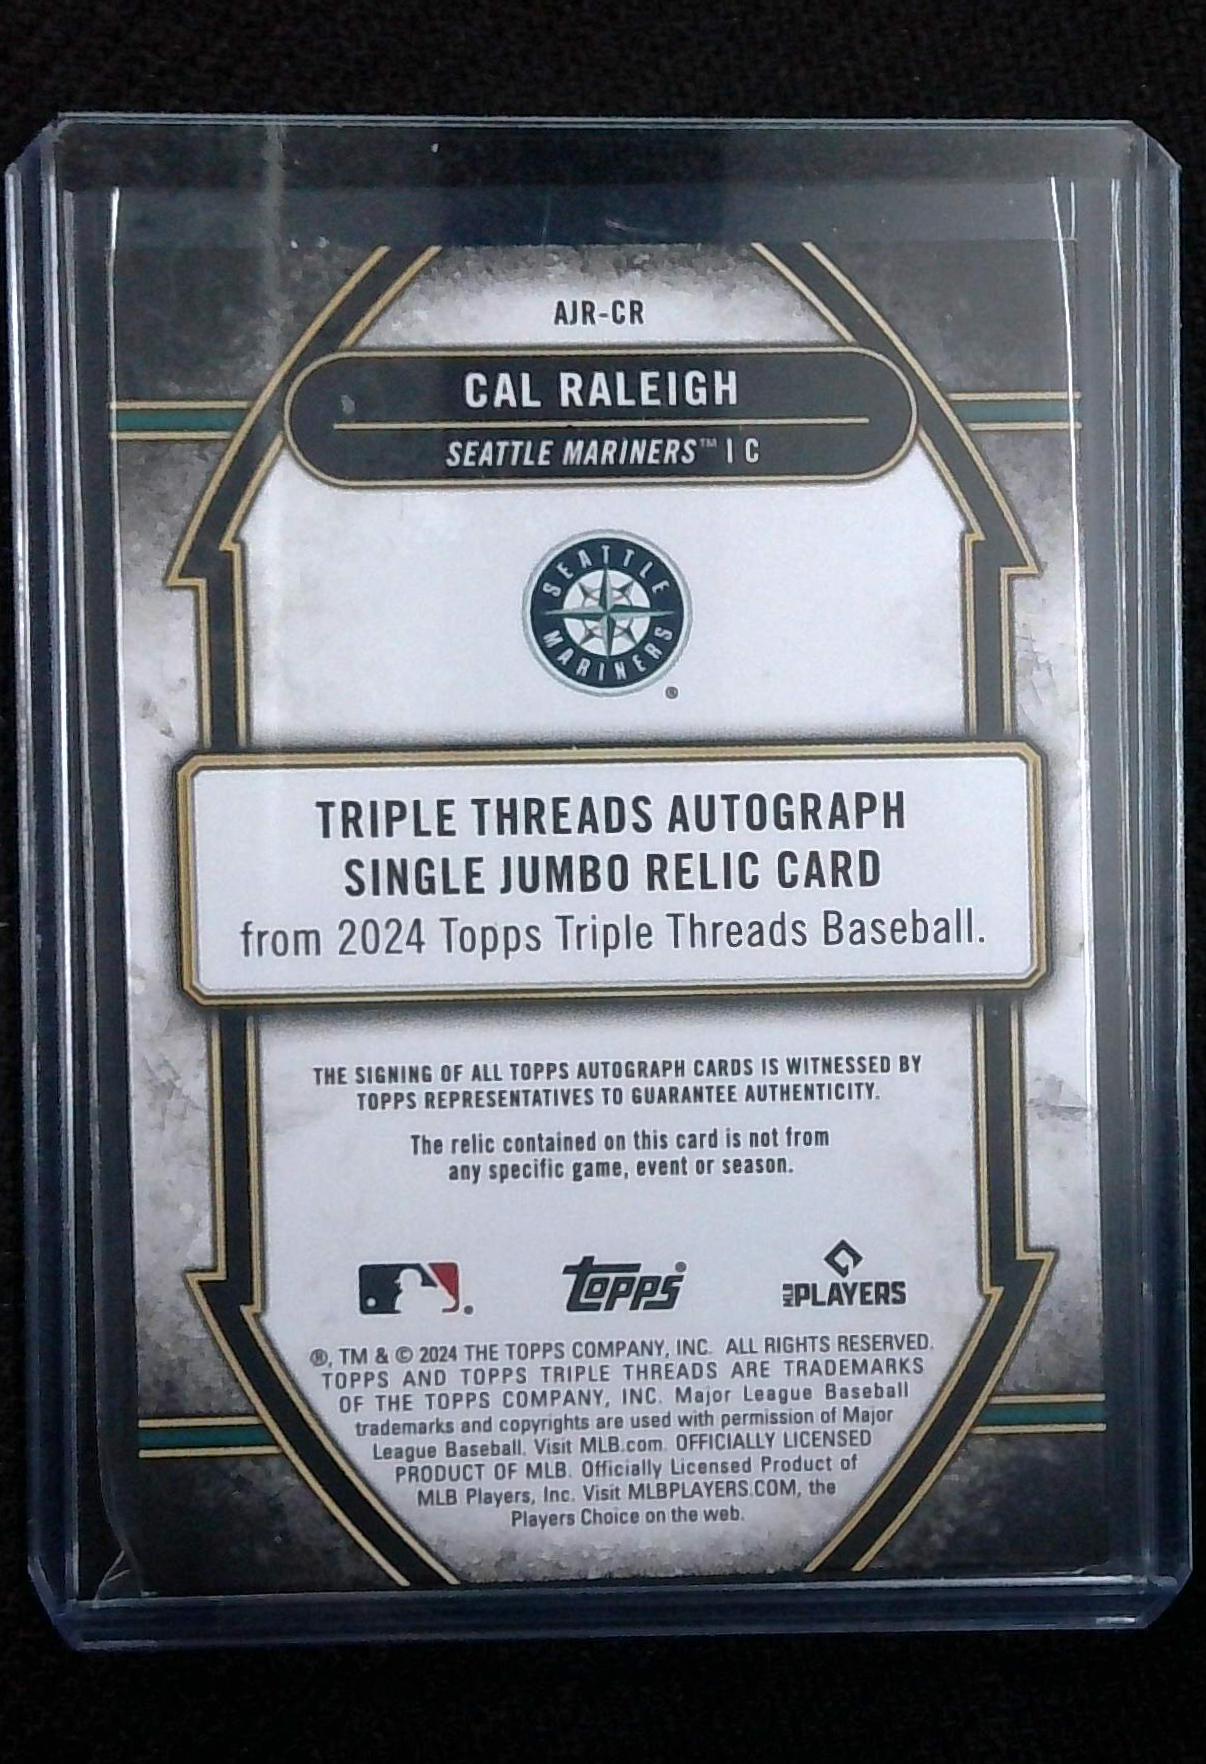 AJR-CR
CAL RALEIGH
SEATTLE MARINERS™ | C
SEATTLE
MARINERS
®
TRIPLE THREADS AUTOGRAPH
SINGLE JUMBO RELIC CARD
from 2024 Topps Triple Threads Baseball.
THE SIGNING OF ALL TOPPS AUTOGRAPH CARDS IS WITNESSED BY
TOPPS REPRESENTATIVES TO GUARANTEE AUTHENTICITY.
The relic contained on this card is not from
any specific game, event or season.
TOPPS®
MLB PLAYERS
®, TM & © 2024 THE TOPPS COMPANY, INC. ALL RIGHTS RESERVED.
TOPPS AND TOPPS TRIPLE THREADS ARE TRADEMARKS
OF THE TOPPS COMPANY, INC. Major League Baseball
trademarks and copyrights are used with permission of Major
League Baseball. Visit MLB.com. OFFICIALLY LICENSED
PRODUCT OF MLB. Officially Licensed Product of
MLB Players, Inc. Visit MLBPLAYERS.COM, the
Players Choice on the web.